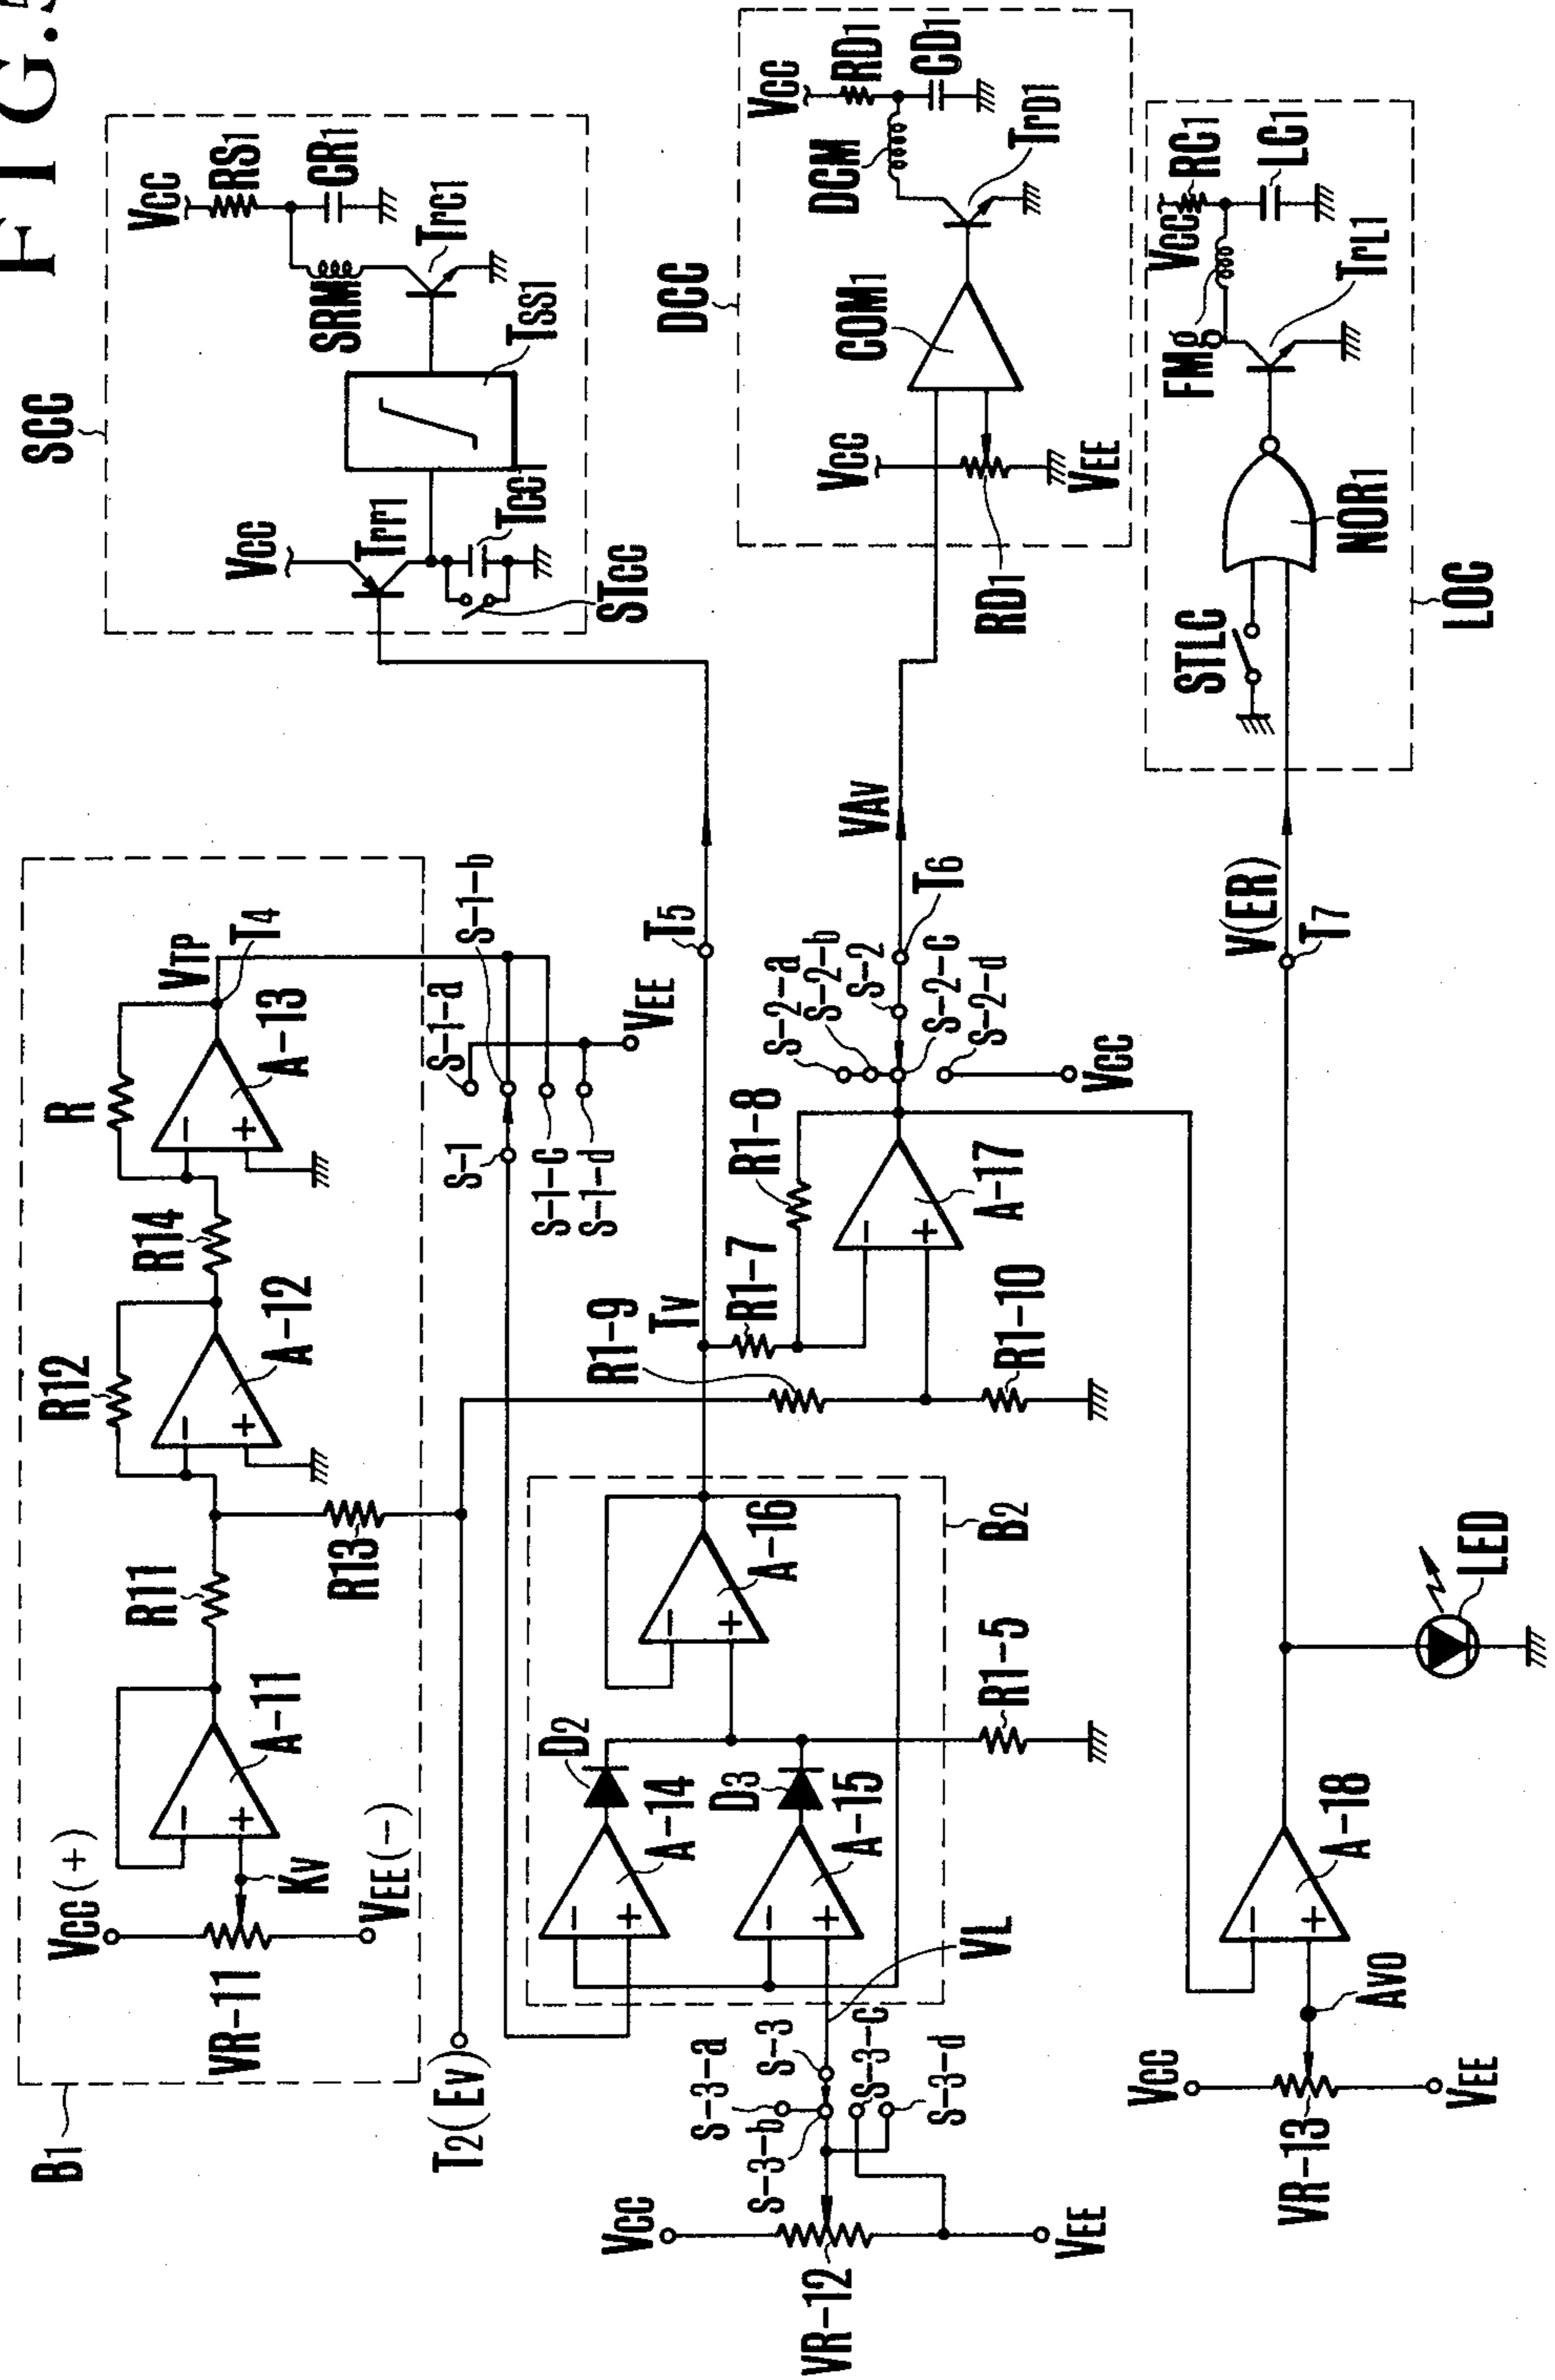 FIG.
SCC
VCC
RS1
CR1
SRM
TrC1
TSS1
VCC
Trr1
TCC1
STCC
DCC
VCC
RD1
CD1
DCM
TrD1
COM1
VCC
RD1
VEE
LOC
VCC
RC1
LC1
FMg
TrL1
NOR1
STLC
B1
VCC(+)
VR-11
VEE(-)
KV
A-11
R11
R12
A-12
R13
R14
R
A-13
VTP
T4
T2(EV)
S-1
S-1-a
S-1-b
S-1-c
S-1-d
VEE
T5
TV
B2
D2
A-14
D3
A-15
A-16
R1-5
VL
VCC
VR-12
VEE
S-3
S-3-a
S-3-b
S-3-c
S-3-d
R1-9
R1-7
R1-8
R1-10
A-17
S-2-a
S-2-b
S-2
S-2-c
S-2-d
VCC
T6
VAV
VCC
VR-13
VEE
AVO
A-18
LED
V(ER)
T7